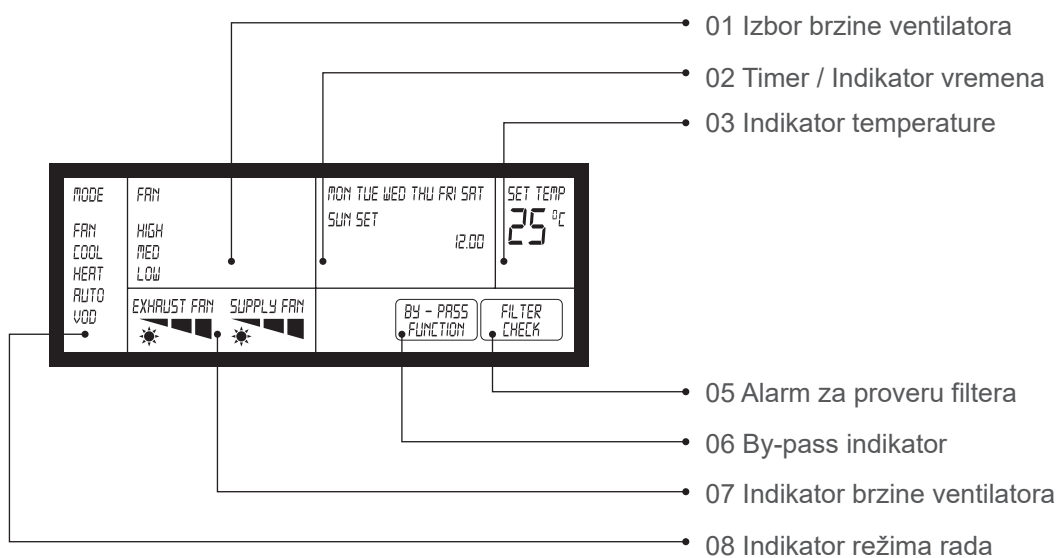 01 Izbor brzine ventilatora
02 Timer / Indikator vremena
03 Indikator temperature
MODE
FAN
COOL
HEAT
AUTO
VOD
FAN
HIGH
MED
LOW
MON TUE WED THU FRI SAT
SUN SET
12.00
SET TEMP
25 °C
EXHAUST FAN SUPPLY FAN
BY - PASS
FUNCTION
FILTER
CHECK
05 Alarm za proveru filtera
06 By-pass indikator
07 Indikator brzine ventilatora
08 Indikator režima rada